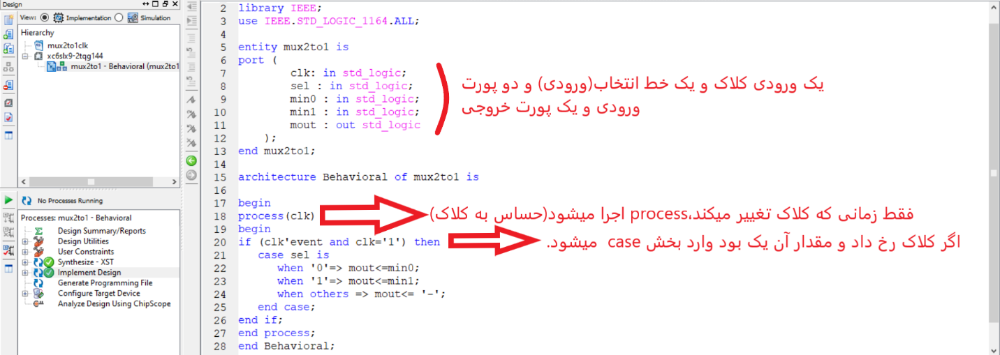 Design
View:
Implementation
Simulation
Hierarchy
mux2to1clk
xc6slx9-2tqg144
mux2to1 - Behavioral (mux2to1
No Processes Running
Processes: mux2to1 - Behavioral
Design Summary/Reports
Design Utilities
User Constraints
Synthesize - XST
Implement Design
Generate Programming File
Configure Target Device
Analyze Design Using ChipScope
2 library IEEE;
3 use IEEE.STD_LOGIC_1164.ALL;
4
5 entity mux2to1 is
6 port (
7 clk: in std_logic;
8 sel : in std_logic;
9 min0 : in std_logic;
10 min1 : in std_logic;
11 mout : out std_logic
12 );
13 end mux2to1;
14
15 architecture Behavioral of mux2to1 is
16
17 begin
18 process(clk)
19 begin
20 if (clk'event and clk='1') then
21 case sel is
22 when '0'=> mout<=min0;
23 when '1'=> mout<=min1;
24 when others => mout<= '-';
25 end case;
26 end if;
27 end process;
28 end Behavioral;
یک ورودی کلاک و یک خط انتخاب(ورودی) و دو پورت
ورودی و یک پورت خروجی
فقط زمانی که کلاک تغییر میکند،process اجرا میشود(حساس به کلاک)
اگر کلاک رخ داد و مقدار آن یک بود وارد بخش case میشود.